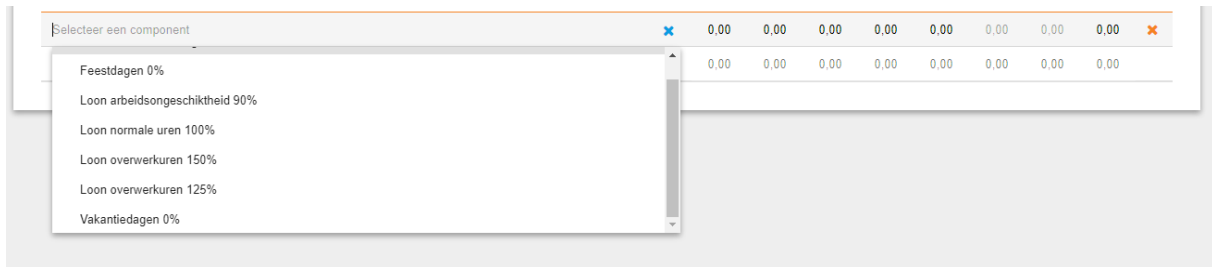 Selecteer een component 0,00 0,00 0,00 0,00 0,00 0,00 0,00 0,00
0,00 0,00 0,00 0,00 0,00 0,00 0,00 0,00
Feestdagen 0%
Loon arbeidsongeschiktheid 90%
Loon normale uren 100%
Loon overwerkuren 150%
Loon overwerkuren 125%
Vakantiedagen 0%